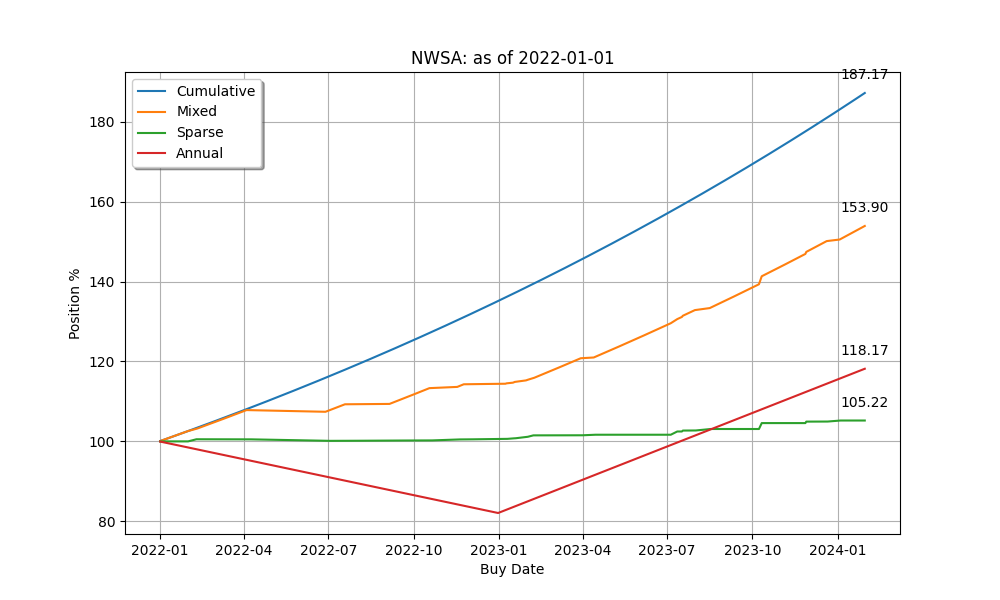 NWSA: as of 2022-01-01
187.17
Cumulative
Mixed
Sparse
Annual
180
160
153.90
140
Position %
120
118.17
105.22
100
80
2022-01 2022-04 2022-07 2022-10 2023-01 2023-04 2023-07 2023-10 2024-01
Buy Date